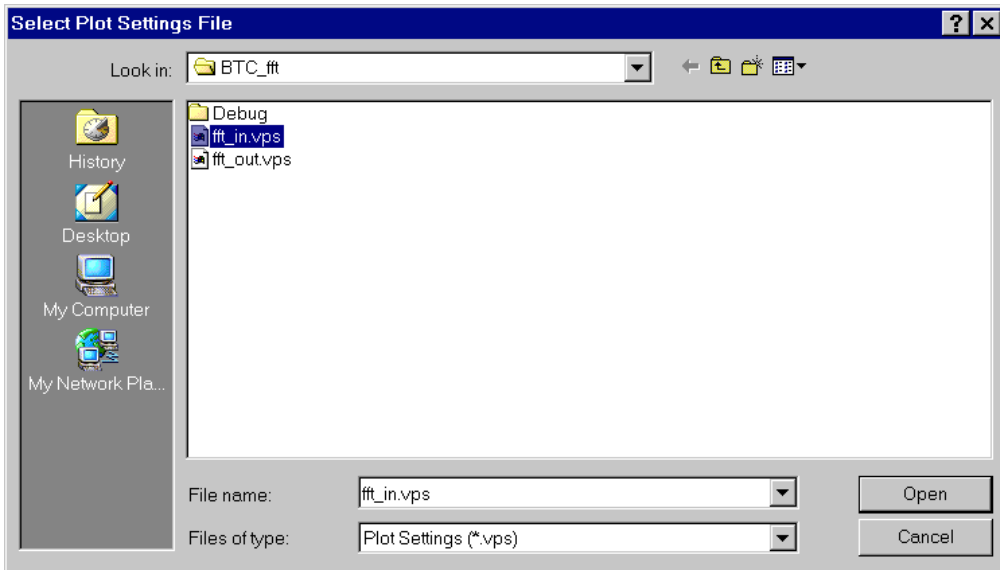 Select Plot Settings File
Look in: BTC_fft
Debug
fft_in.vps
fft_out.vps
History
Desktop
My Computer
My Network Pla...
File name: fft_in.vps Open
Files of type: Plot Settings (*.vps) Cancel